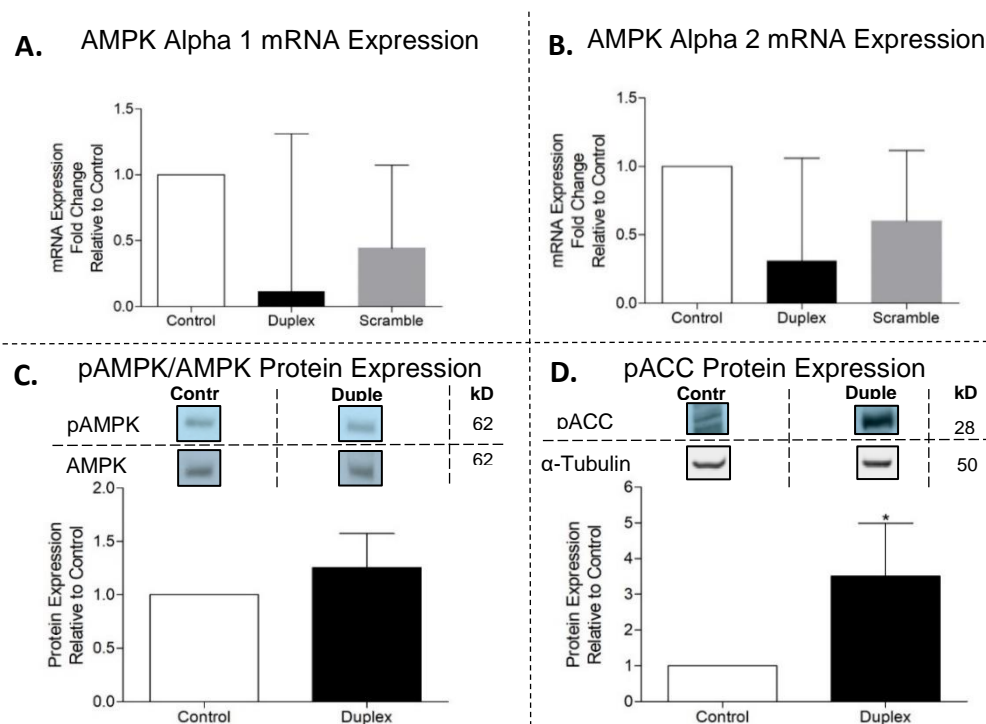 A. AMPK Alpha 1 mRNA Expression
mRNA Expression
Fold Change
Relative to Control
1.5
1.0
0.5
0.0
Control Duplex Scramble
B. AMPK Alpha 2 mRNA Expression
mRNA Expression
Fold Change
Relative to Control
1.5
1.0
0.5
0.0
Control Duplex Scramble
C. pAMPK/AMPK Protein Expression
Contr Duple kD
pAMPK 62
AMPK 62
Protein Expression
Relative to Control
2.0
1.5
1.0
0.5
0.0
Control Duplex
D. pACC Protein Expression
Contr Duple kD
pACC 28
α-Tubulin 50
Protein Expression
Relative to Control
6
5
4
3
2
1
0
*
Control Duplex